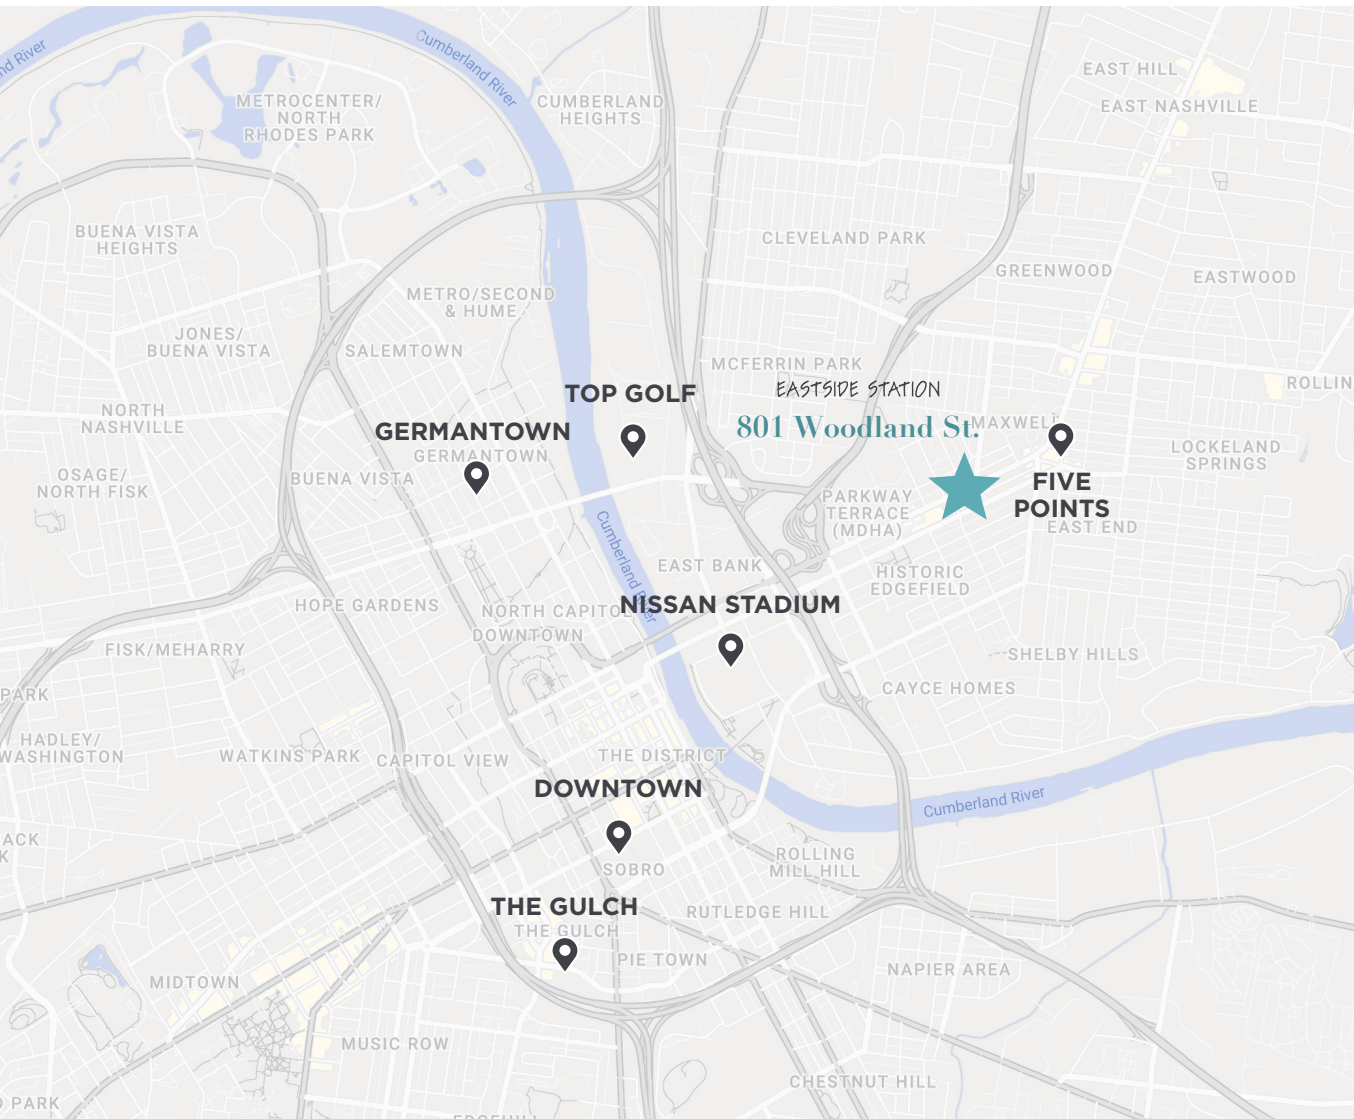 nd River
Cumberland River
METROCENTER/
NORTH
RHODES PARK
CUMBERLAND
HEIGHTS
EAST HILL
EAST NASHVILLE
BUENA VISTA
HEIGHTS
CLEVELAND PARK
GREENWOOD
EASTWOOD
METRO/SECOND
& HUME
JONES/
BUENA VISTA
SALEMTOWN
MCFERRIN PARK
TOP GOLF
EASTSIDE STATION
801 Woodland St.
ROLLIN
NORTH
NASHVILLE
GERMANTOWN
GERMANTOWN
MAXWELL
LOCKELAND
SPRINGS
OSAGE/
NORTH FISK
BUENA VISTA
FIVE
POINTS
PARKWAY
TERRACE
(MDHA)
EAST END
Cumberland River
EAST BANK
HISTORIC
EDGEFIELD
HOPE GARDENS
NORTH CAPITOL
NISSAN STADIUM
DOWNTOWN
FISK/MEHARRY
SHELBY HILLS
PARK
CAYCE HOMES
HADLEY/
WASHINGTON
WATKINS PARK
CAPITOL VIEW
THE DISTRICT
DOWNTOWN
Cumberland River
ACK
K
SOBRO
ROLLING
MILL HILL
THE GULCH
THE GULCH
RUTLEDGE HILL
PIE TOWN
NAPIER AREA
MIDTOWN
MUSIC ROW
CHESTNUT HILL
PARK
EDGEHILL